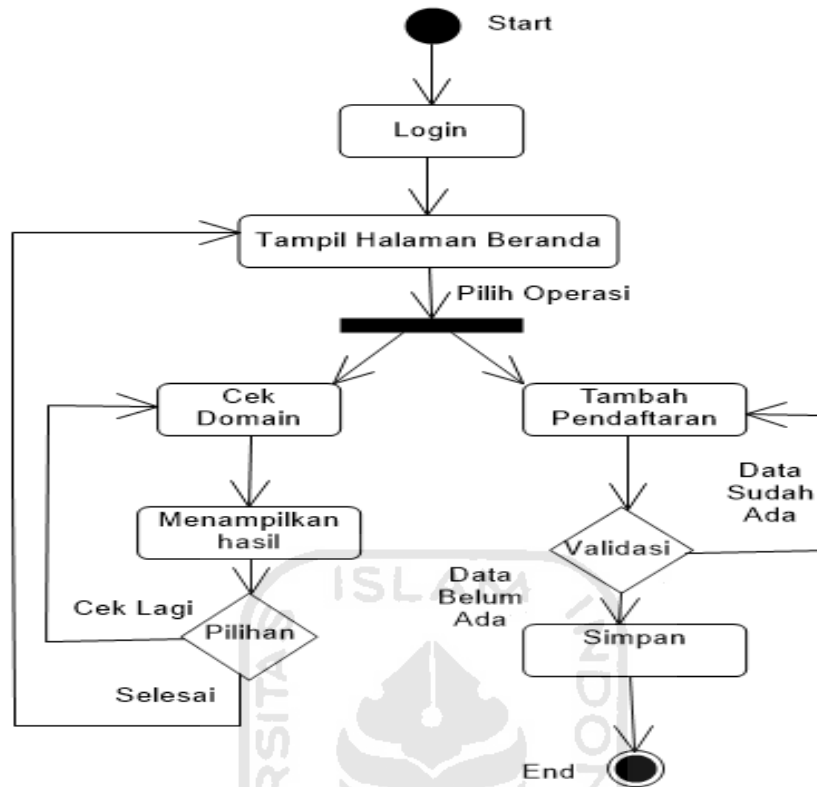 Start
Login
Tampil Halaman Beranda
Pilih Operasi
Cek
Domain
Tambah
Pendaftaran
Menampilkan
hasil
Data
Sudah
Ada
Validasi
Cek Lagi
Pilihan
Data
Belum
Ada
Simpan
Selesai
End
ISLAM